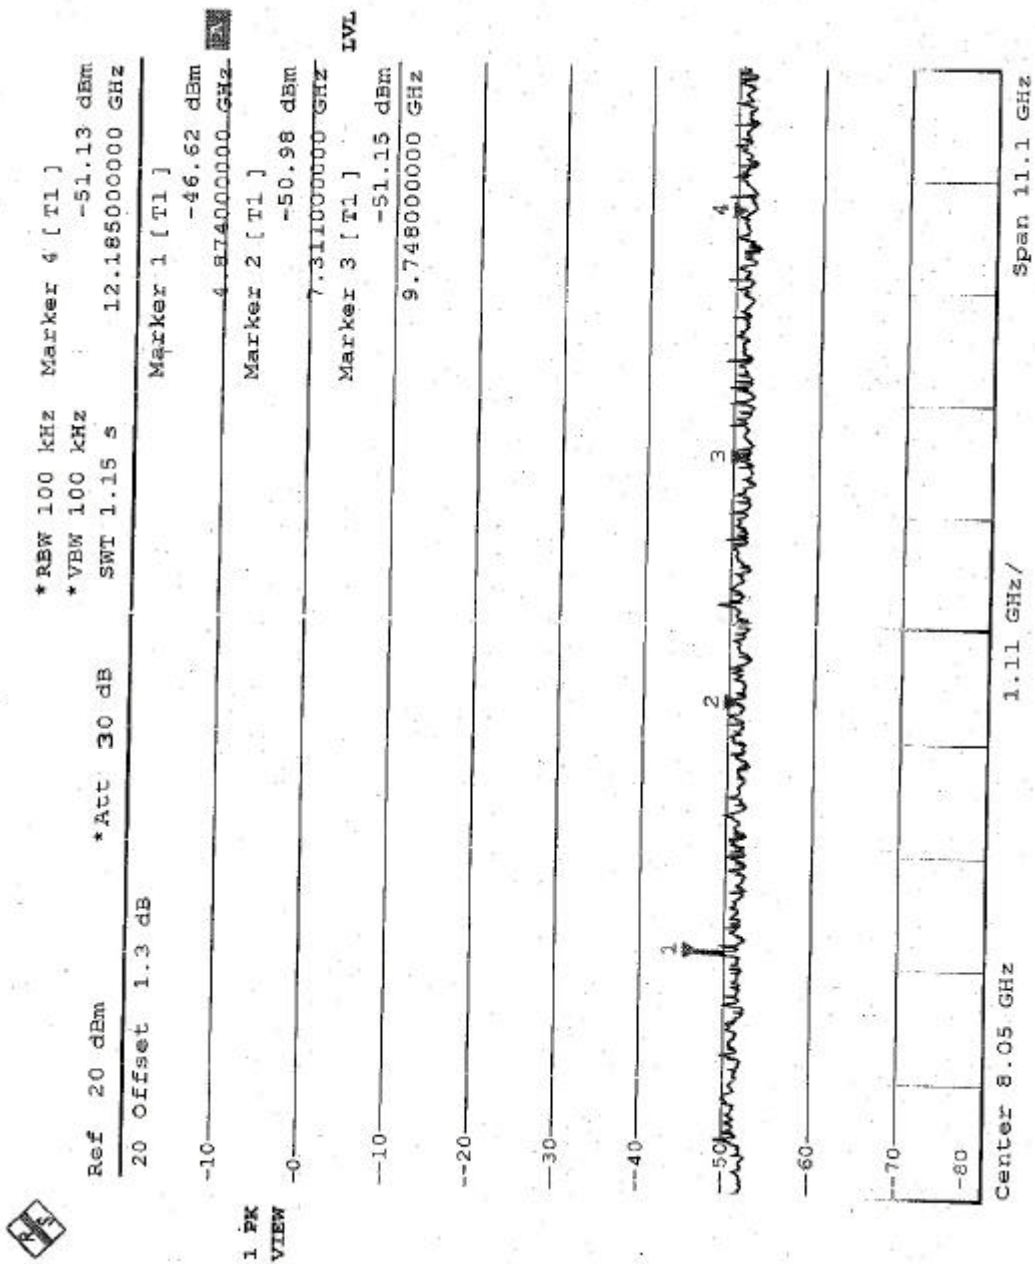 R S
*RBW 100 kHz Marker 4 [T1 ]
*VBW 100 kHz -51.13 dBm
Ref 20 dBm *Att 30 dB SWT 1.15 s 12.185000000 GHz
20 Offset 1.3 dB
Marker 1 [T1 ]
-46.62 dBm
-10
4.874000000 GHz
1 PK
VIEW
Marker 2 [T1 ]
-50.98 dBm
-0
7.311000000 GHz
Marker 3 [T1 ]
-51.15 dBm
LVL
-10
9.748000000 GHz
-20
-30
-40
1
2
3
4
-50
-60
-70
-80
Center 8.05 GHz 1.11 GHz/ Span 11.1 GHz